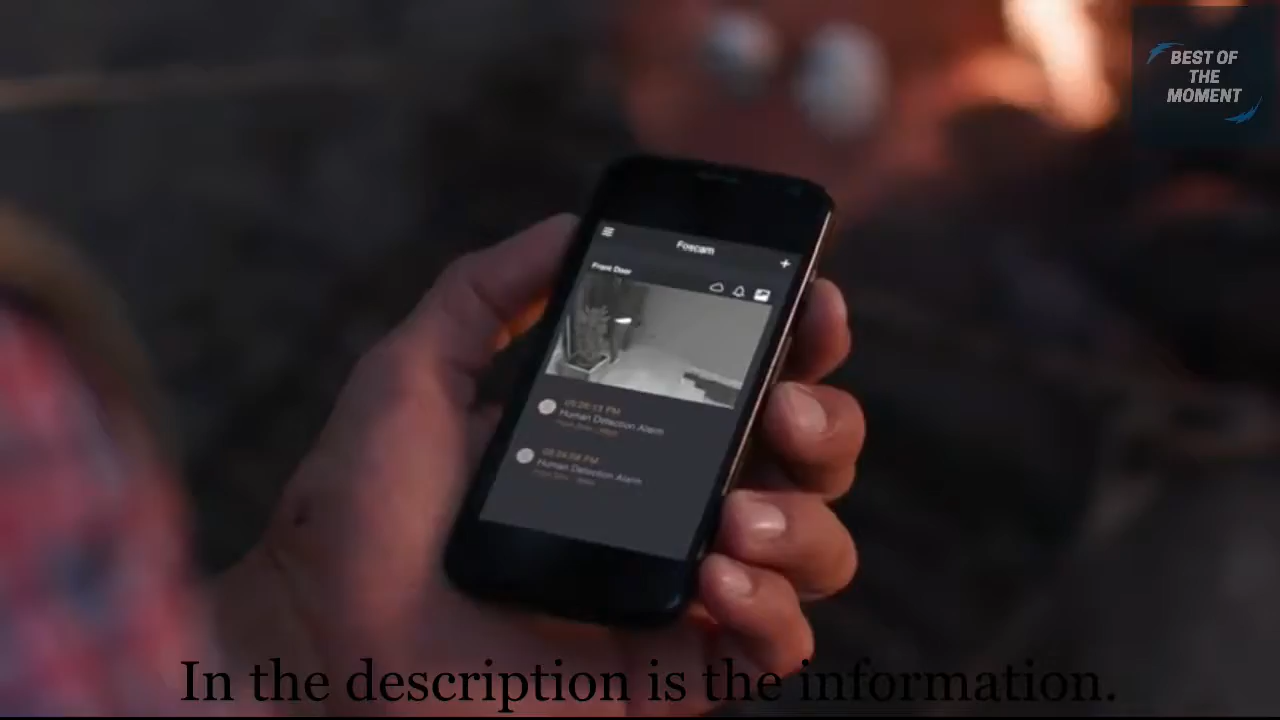 BEST OF
THE
MOMENT
Foscam
Front Door
Human Detection Alarm
Human Detection Alarm
In the description is the information.